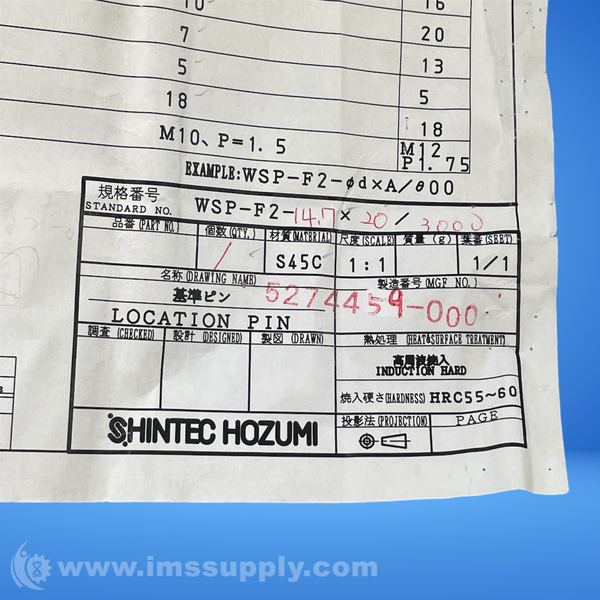 10 16
7 20
5 13
18 5
M10、P=1.5 18
M12
P1.75
EXAMPLE:WSP-F2-φd×A/θ00
規格番号
STANDARD NO. WSP-F2-14.7×20/3000
品番(PART NO.) 個数(QTY.) 材質(MATERIAL) 尺度(SCALE) 質量(g) 葉番(SEET)
/ S45C 1:1 1/1
名称(DRAWING NAME) 製造番号(MGF NO.)
基準ピン 5274459-000
LOCATION PIN
調査(CHECKED) 設計(DESIGNED) 製図(DRAWN) 熱処理(HEAT&SURFACE TREATMENT)
高周波焼入
INDUCTION HARD
焼入硬さ(HARDNESS) HRC55~60
SHINTEC HOZUMI 投影法(PROJECTION) PAGE
www.imssupply.com